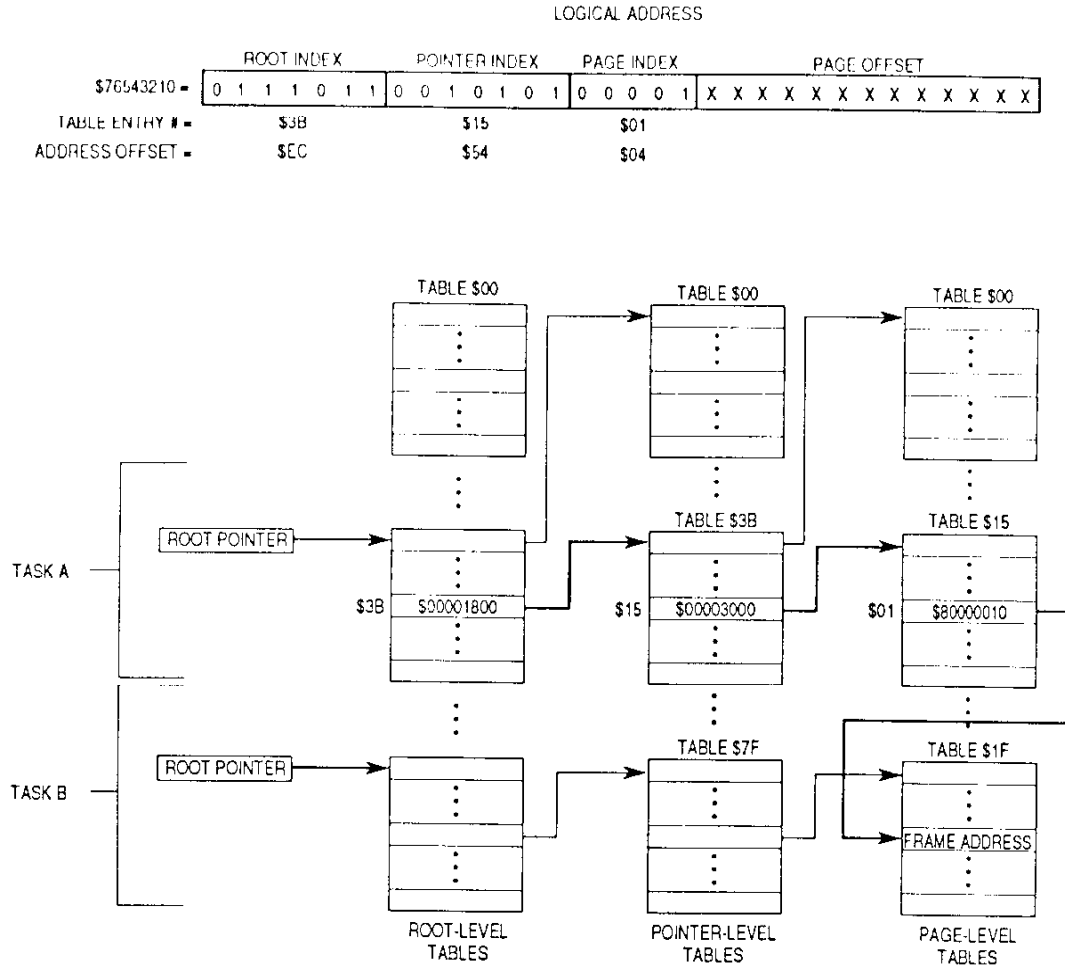 LOGICAL ADDRESS
ROOT INDEX POINTER INDEX PAGE INDEX PAGE OFFSET
$76543210 = 0 1 1 1 0 1 1 0 0 1 0 1 0 1 0 0 0 0 1 X X X X X X X X X X X X X
TABLE ENTRY # = $3B $15 $01
ADDRESS OFFSET = $EC $54 $04
TABLE $00 TABLE $00 TABLE $00
TABLE $3B TABLE $15
ROOT POINTER
TASK A
$3B $00001800 $15 $00003000 $01 $80000010
TABLE $7F TABLE $1F
ROOT POINTER
TASK B
FRAME ADDRESS
ROOT-LEVEL TABLES
POINTER-LEVEL TABLES
PAGE-LEVEL TABLES